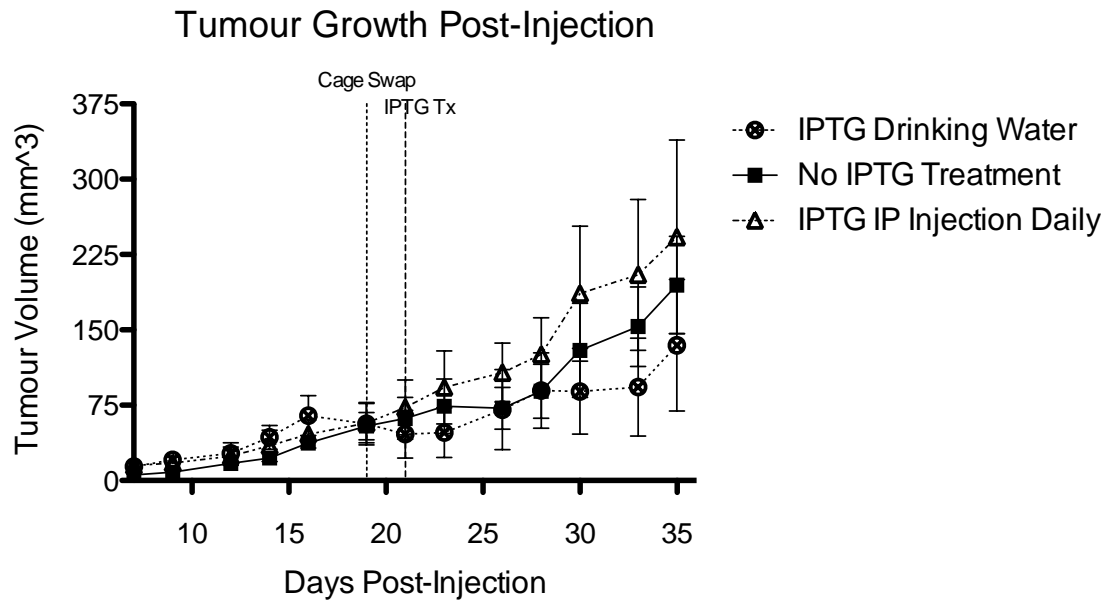 Tumour Growth Post-Injection
Cage Swap
IPTG Tx
375
300
225
150
75
0
Tumour Volume (mm^3)
10 15 20 25 30 35
Days Post-Injection
IPTG Drinking Water
No IPTG Treatment
IPTG IP Injection Daily